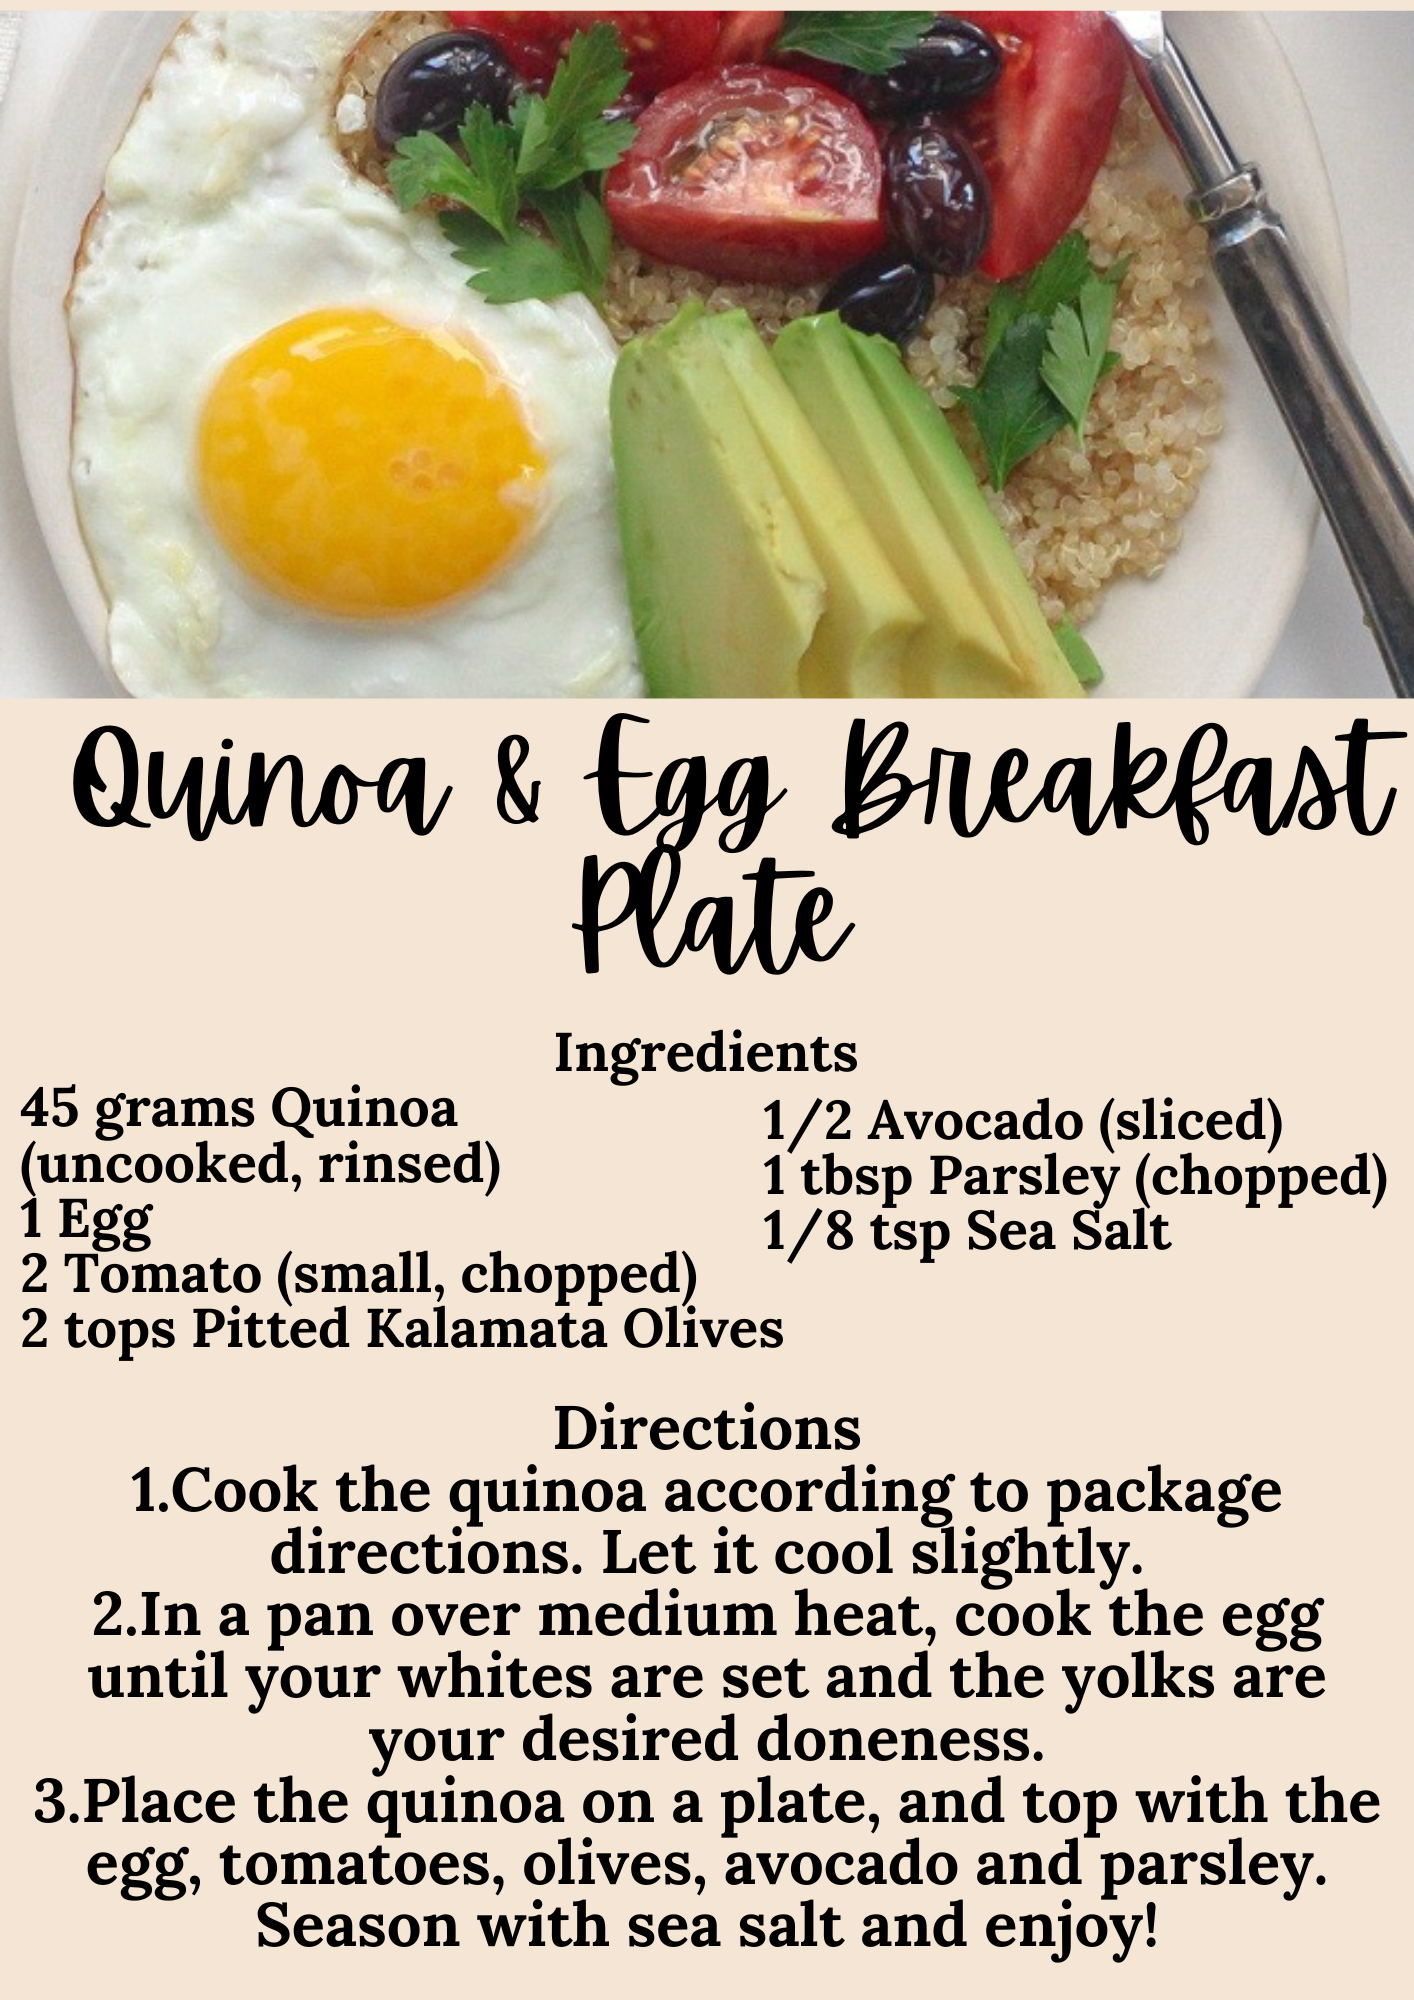 Quinoa & Egg Breakfast
Plate
Ingredients
45 grams Quinoa
(uncooked, rinsed)
1 Egg
2 Tomato (small, chopped)
2 tops Pitted Kalamata Olives
1/2 Avocado (sliced)
1 tbsp Parsley (chopped)
1/8 tsp Sea Salt
Directions
1.Cook the quinoa according to package
directions. Let it cool slightly.
2.In a pan over medium heat, cook the egg
until your whites are set and the yolks are
your desired doneness.
3.Place the quinoa on a plate, and top with the
egg, tomatoes, olives, avocado and parsley.
Season with sea salt and enjoy!